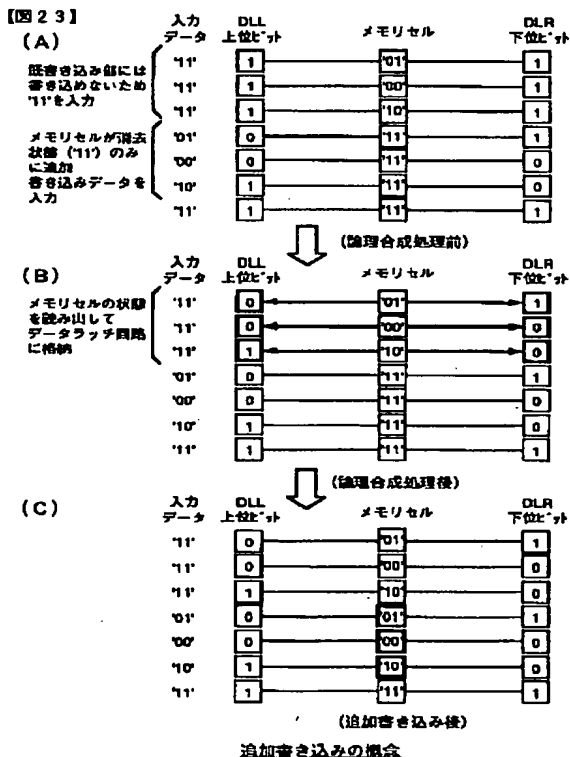 【図23】
(A)
入力 DLL DLR
データ 上位ビット メモリセル 下位ビット
既書き込み部には
書き込めないため
'11'を入力
メモリセルが消去
状態('11')のみ
に追加
書き込みデータを
入力
'11' 1 '01' 1
'11' 1 '00' 1
'11' 1 '10' 1
'01' 0 '11' 1
'00' 0 '11' 0
'10' 1 '11' 0
'11' 1 '11' 1
(論理合成処理前)
(B)
入力 DLL DLR
データ 上位ビット メモリセル 下位ビット
メモリセルの状態
を読み出して
データラッチ回路
に格納
'11' 0 '01' 1
'11' 0 '00' 0
'11' 1 '10' 0
'01' 0 '11' 1
'00' 0 '11' 0
'10' 1 '11' 0
'11' 1 '11' 1
(論理合成処理後)
(C)
入力 DLL DLR
データ 上位ビット メモリセル 下位ビット
'11' 0 '01' 1
'11' 0 '00' 0
'11' 1 '10' 0
'01' 0 '01' 1
'00' 0 '00' 0
'10' 1 '10' 0
'11' 1 '11' 1
(追加書き込み後)
追加書き込みの概念